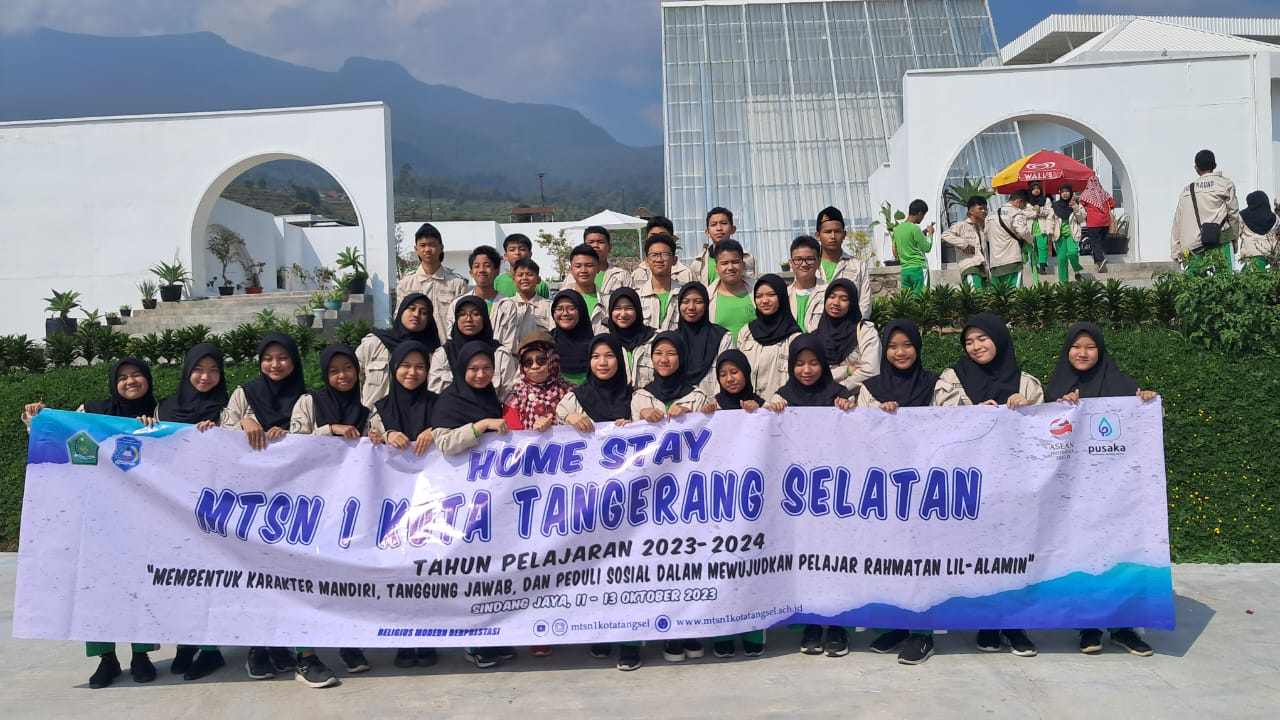 WALL'S
HOME STAY
MTSN 1 KOTA TANGERANG SELATAN
TAHUN PELAJARAN 2023-2024
"MEMBENTUK KARAKTER MANDIRI, TANGGUNG JAWAB, DAN PEDULI SOSIAL DALAM MEWUJUDKAN PELAJAR RAHMATAN LIL-ALAMIN"
SINDANG JAYA, 11 - 13 OKTOBER 2023
RELIGIUS MODERN BERPRESTASI
mtsn1kotatangsel
www.mtsn1kotatangsel.sch.id
ASEAN
pusaka